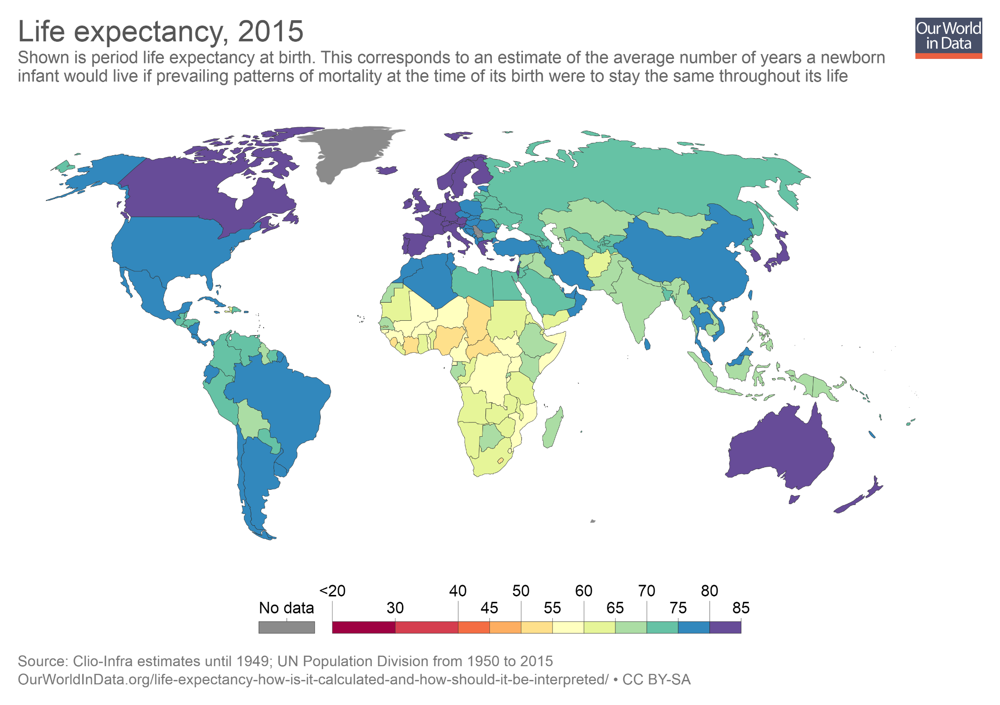 Life expectancy, 2015
Our World
in Data
Shown is period life expectancy at birth. This corresponds to an estimate of the average number of years a newborn
infant would live if prevailing patterns of mortality at the time of its birth were to stay the same throughout its life
<20 40 50 60 70 80
No data 30 45 55 65 75 85
Source: Clio-Infra estimates until 1949; UN Population Division from 1950 to 2015
OurWorldInData.org/life-expectancy-how-is-it-calculated-and-how-should-it-be-interpreted/ • CC BY-SA